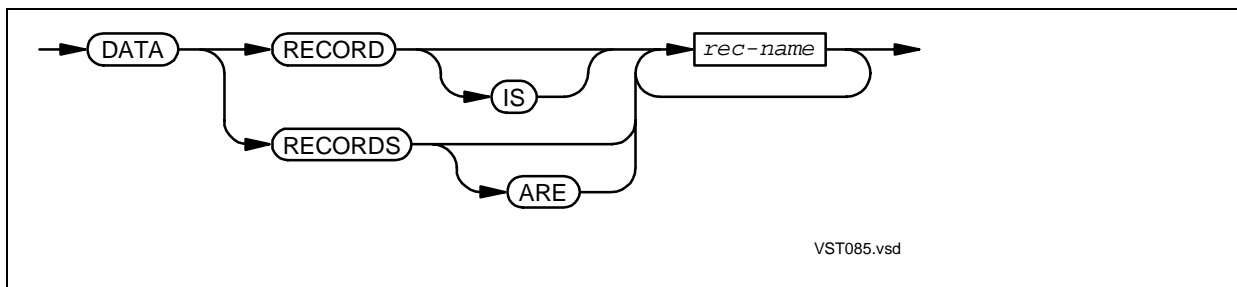 DATA RECORD rec-name
IS
RECORDS
ARE
VST085.vsd